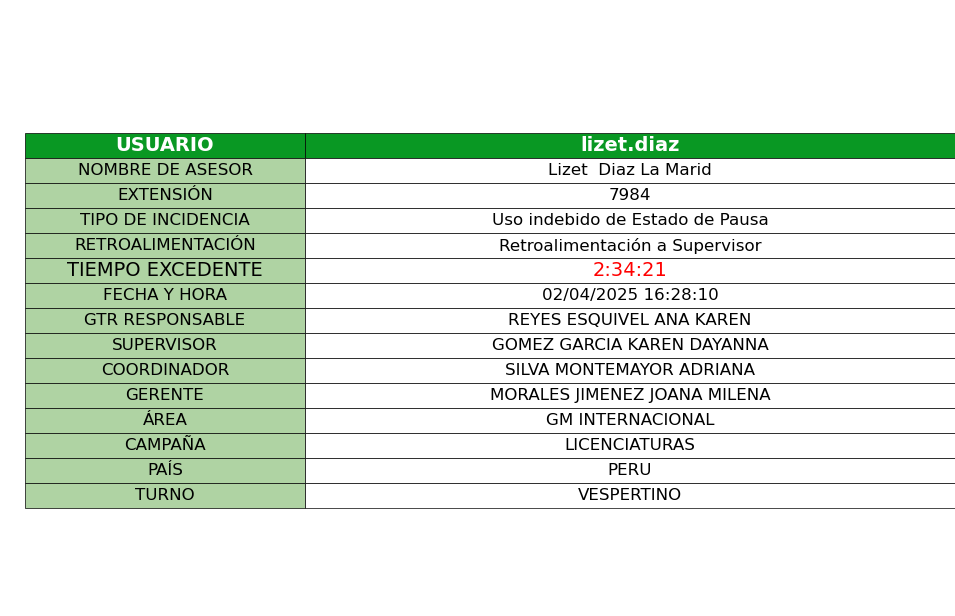 USUARIO lizet.diaz
NOMBRE DE ASESOR Lizet  Diaz La Marid
EXTENSIÓN 7984
TIPO DE INCIDENCIA Uso indebido de Estado de Pausa
RETROALIMENTACIÓN Retroalimentación a Supervisor
TIEMPO EXCEDENTE 2:34:21
FECHA Y HORA 02/04/2025 16:28:10
GTR RESPONSABLE REYES ESQUIVEL ANA KAREN
SUPERVISOR GOMEZ GARCIA KAREN DAYANNA
COORDINADOR SILVA MONTEMAYOR ADRIANA
GERENTE MORALES JIMENEZ JOANA MILENA
ÁREA GM INTERNACIONAL
CAMPAÑA LICENCIATURAS
PAÍS PERU
TURNO VESPERTINO